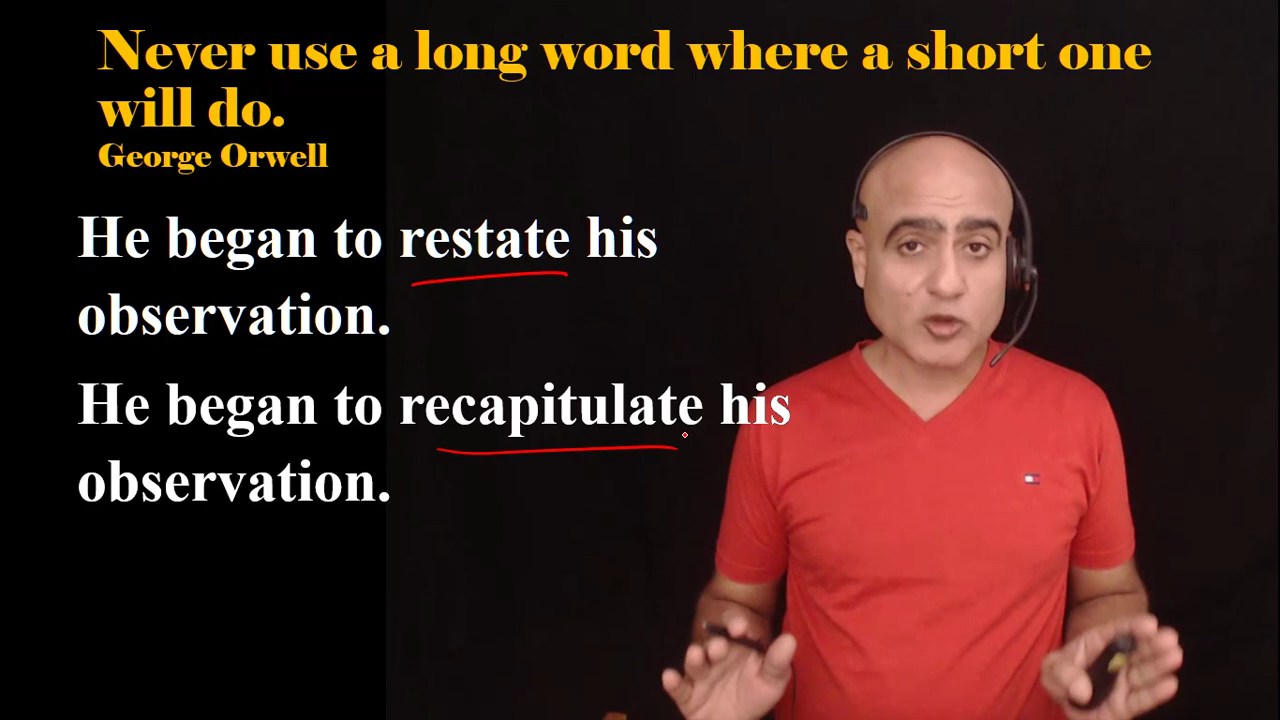 Never use a long word where a short one
will do.
George Orwell
He began to restate his
observation.
He began to recapitulate his
observation.